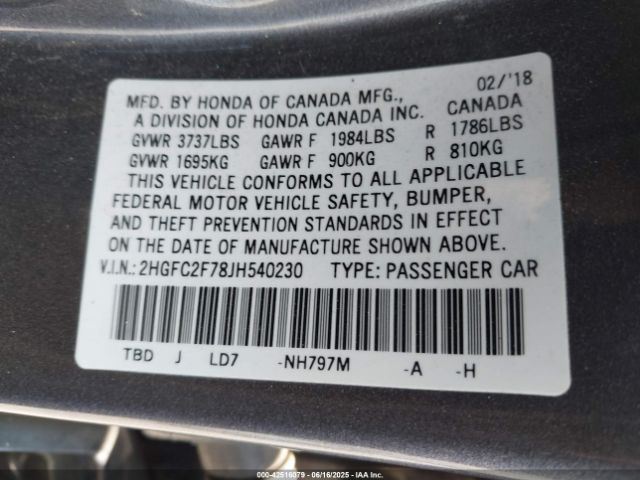 02/'18
MFD. BY HONDA OF CANADA MFG.,
A DIVISION OF HONDA CANADA INC. CANADA
GVWR 3737LBS GAWR F 1984LBS R 1786LBS
GVWR 1695KG GAWR F 900KG R 810KG
THIS VEHICLE CONFORMS TO ALL APPLICABLE
FEDERAL MOTOR VEHICLE SAFETY, BUMPER,
AND THEFT PREVENTION STANDARDS IN EFFECT
ON THE DATE OF MANUFACTURE SHOWN ABOVE.
V.I.N.: 2HGFC2F78JH540230 TYPE: PASSENGER CAR
TBD J LD7 -NH797M -A -H
000-42516079 - 06/16/2025 - IAA Inc.